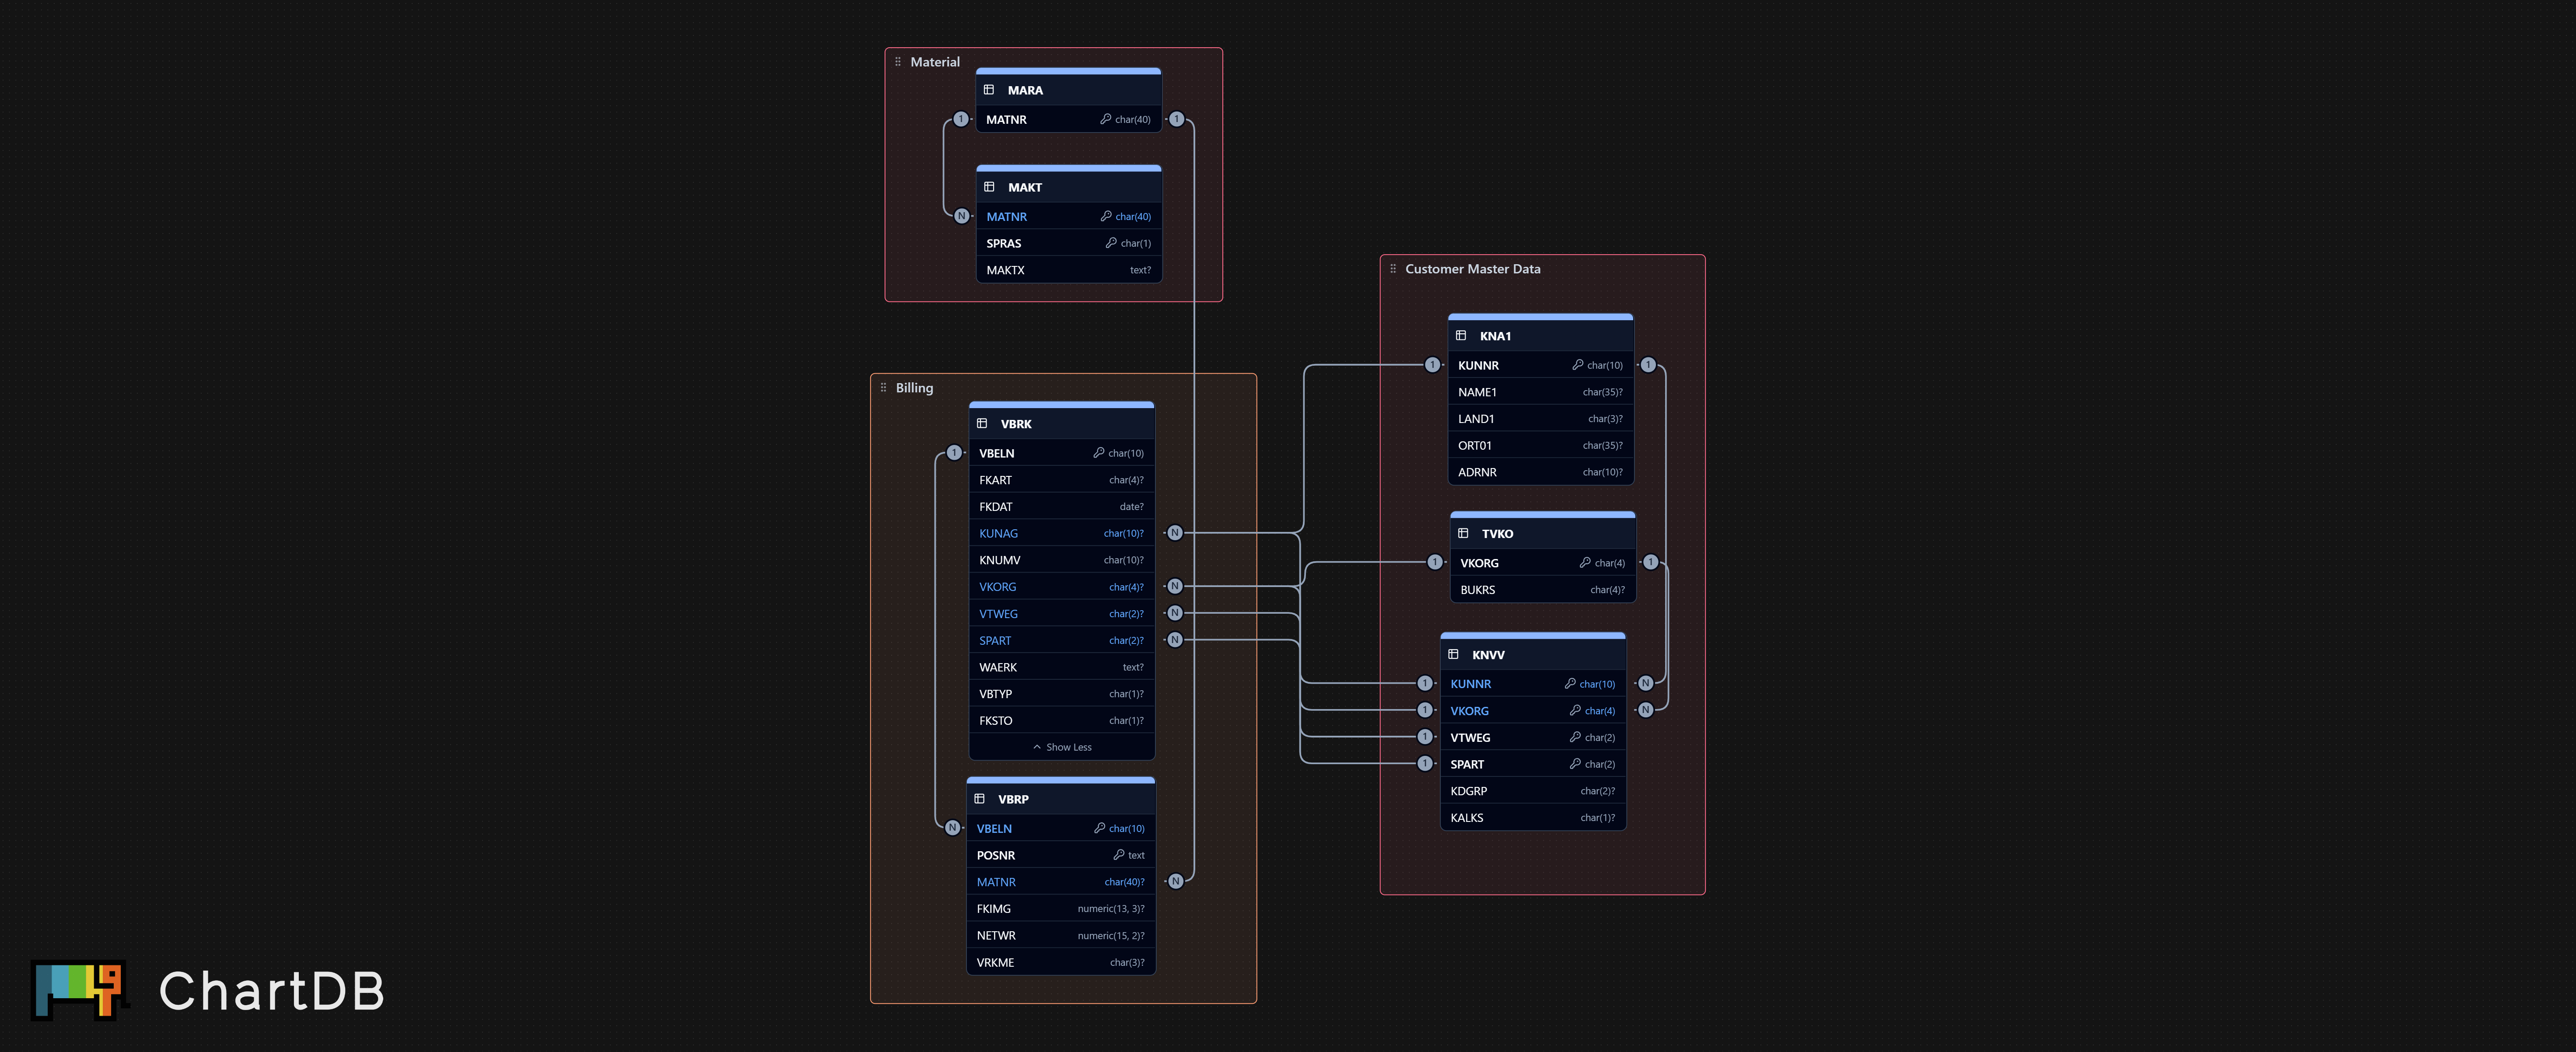 Material
MARA
1 MATNR char(40) 1
MAKT
N MATNR char(40)
SPRAS char(1)
MAKTX text?
Billing
VBRK
1 VBELN char(10)
FKART char(4)?
FKDAT date?
KUNAG char(10)? N
KNUMV char(10)?
VKORG char(4)? N
VTWEG char(2)? N
SPART char(2)? N
WAERK text?
VBTYP char(1)?
FKSTO char(1)?
Show Less
VBRP
N VBELN char(10)
POSNR text
MATNR char(40)? N
FKIMG numeric(13, 3)?
NETWR numeric(15, 2)?
VRKME char(3)?
Customer Master Data
KNA1
1 KUNNR char(10) 1
NAME1 char(35)?
LAND1 char(3)?
ORT01 char(35)?
ADRNR char(10)?
TVKO
1 VKORG char(4) 1
BUKRS char(4)?
KNVV
1 KUNNR char(10) N
1 VKORG char(4) N
1 VTWEG char(2)
1 SPART char(2)
KDGRP char(2)?
KALKS char(1)?
ChartDB